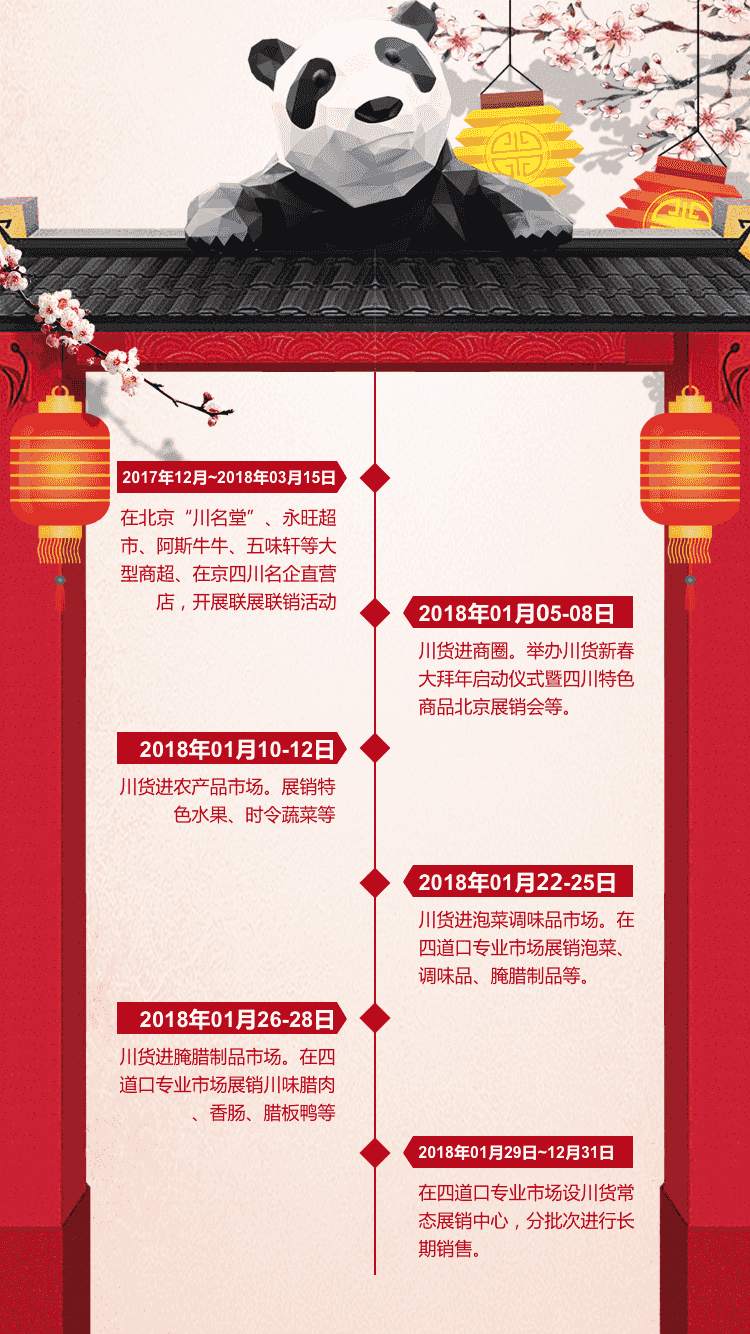 2017年12月~2018年03月15日
在北京“川名堂”、永旺超
市、阿斯牛牛、五味轩等大
型商超、在京四川名企直营
店，开展联展联销活动
2018年01月05-08日
川货进商圈。举办川货新春
大拜年启动仪式暨四川特色
商品北京展销会等。
2018年01月10-12日
川货进农产品市场。展销特
色水果、时令蔬菜等
2018年01月22-25日
川货进泡菜调味品市场。在
四道口专业市场展销泡菜、
调味品、腌腊制品等。
2018年01月26-28日
川货进腌腊制品市场。在四
道口专业市场展销川味腊肉
、香肠、腊板鸭等
2018年01月29日~12月31日
在四道口专业市场设川货常
态展销中心，分批次进行长
期销售。